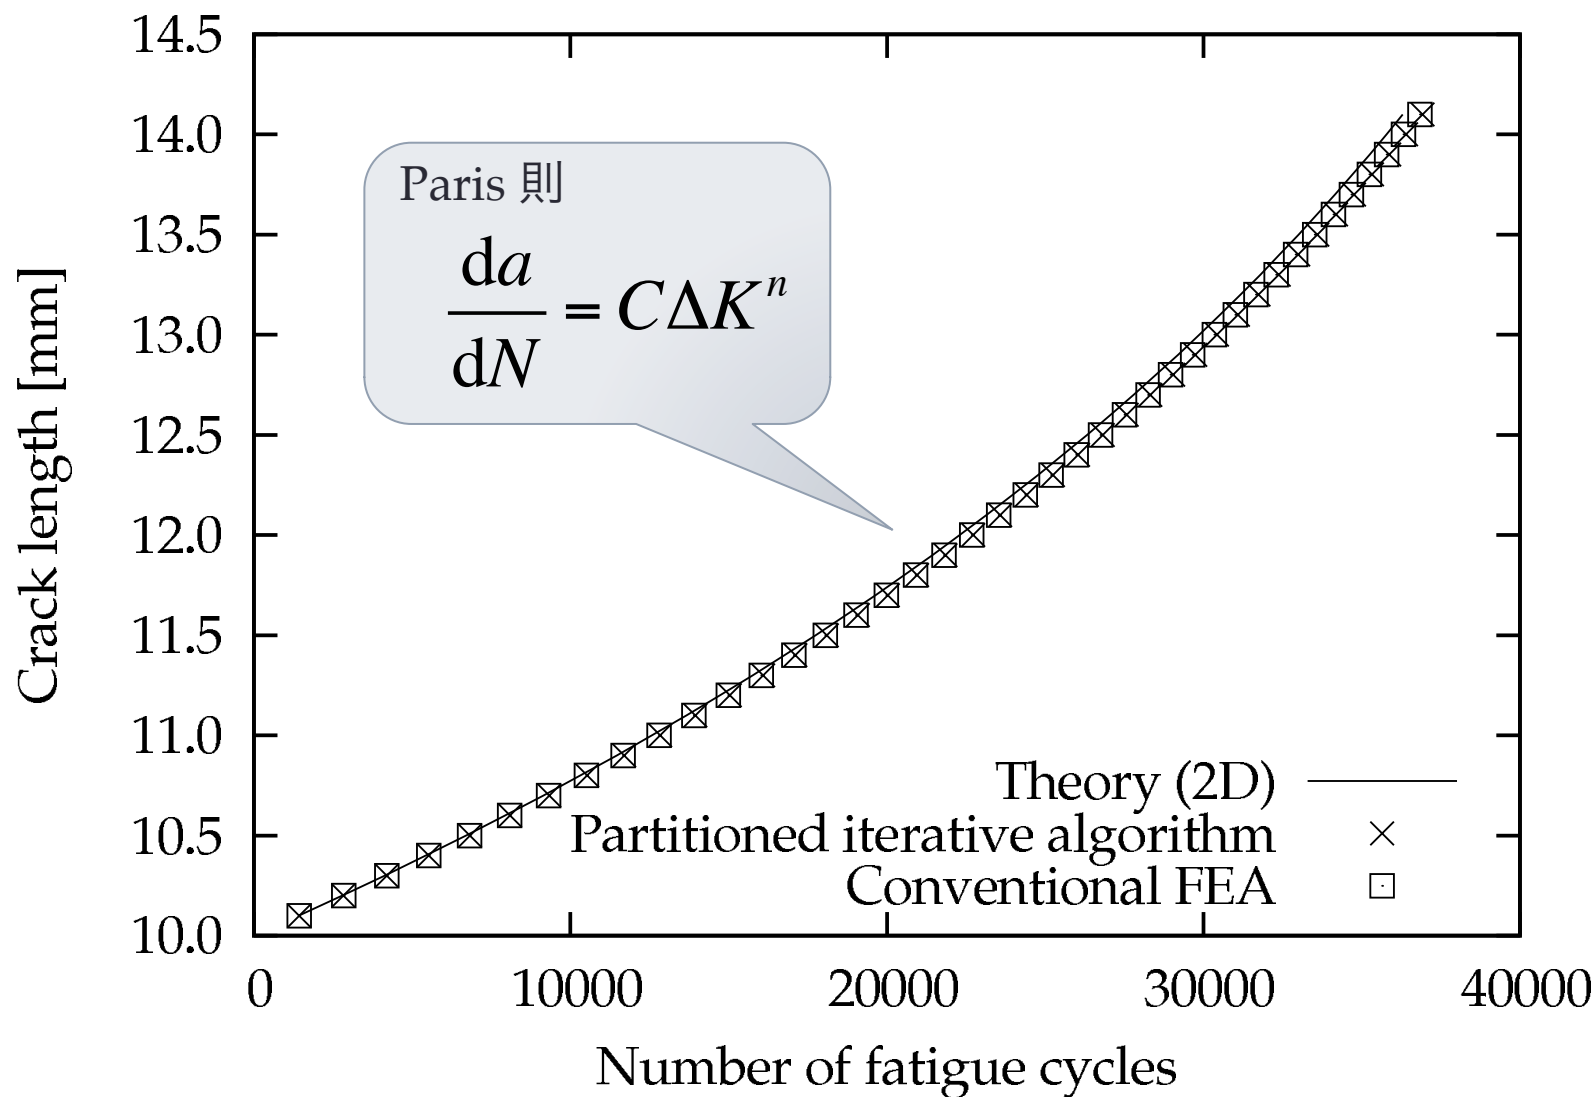 14.5
14.0
13.5
13.0
12.5
12.0
11.5
11.0
10.5
10.0
Crack length [mm]
Paris 則
da
dN
= CΔK^n
Theory (2D)
Partitioned iterative algorithm
Conventional FEA
0 10000 20000 30000 40000
Number of fatigue cycles